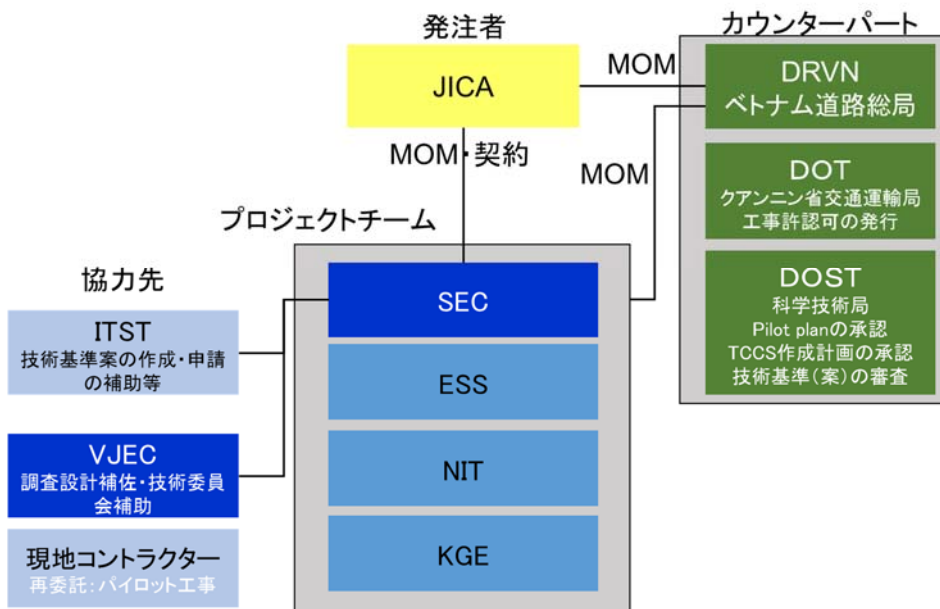 発注者
JICA
MOM・契約
MOM
MOM
カウンターパート
DRVN
ベトナム道路総局
DOT
クアンニン省交通運輸局
工事許認可の発行
DOST
科学技術局
Pilot planの承認
TCCS作成計画の承認
技術基準(案)の審査
プロジェクトチーム
SEC
ESS
NIT
KGE
協力先
ITST
技術基準案の作成・申請
の補助等
VJEC
調査設計補佐・技術委員
会補助
現地コントラクター
再委託:パイロット工事